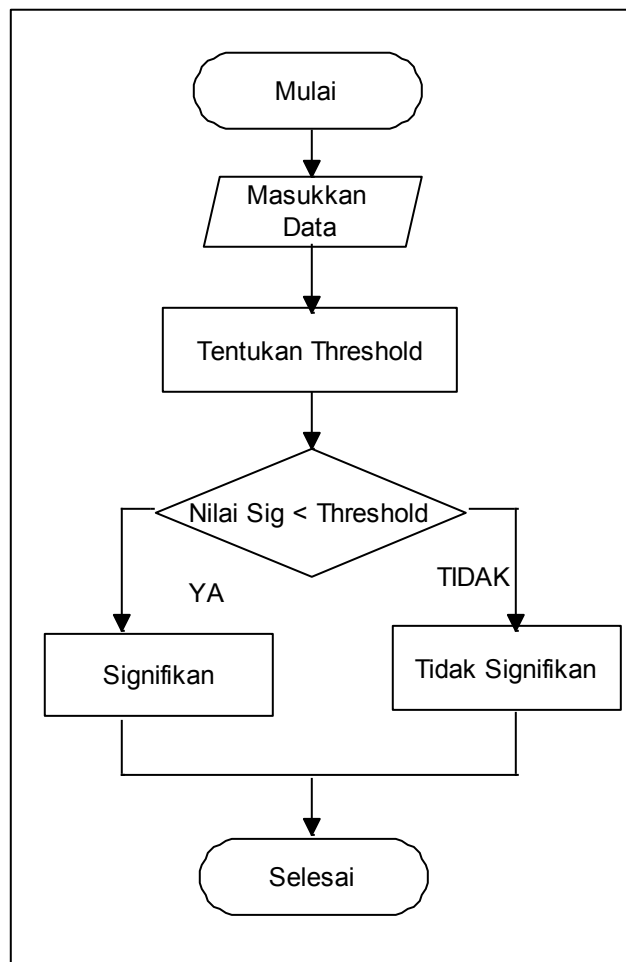 Mulai
Masukkan
Data
Tentukan Threshold
Nilai Sig < Threshold
YA
TIDAK
Signifikan
Tidak Signifikan
Selesai